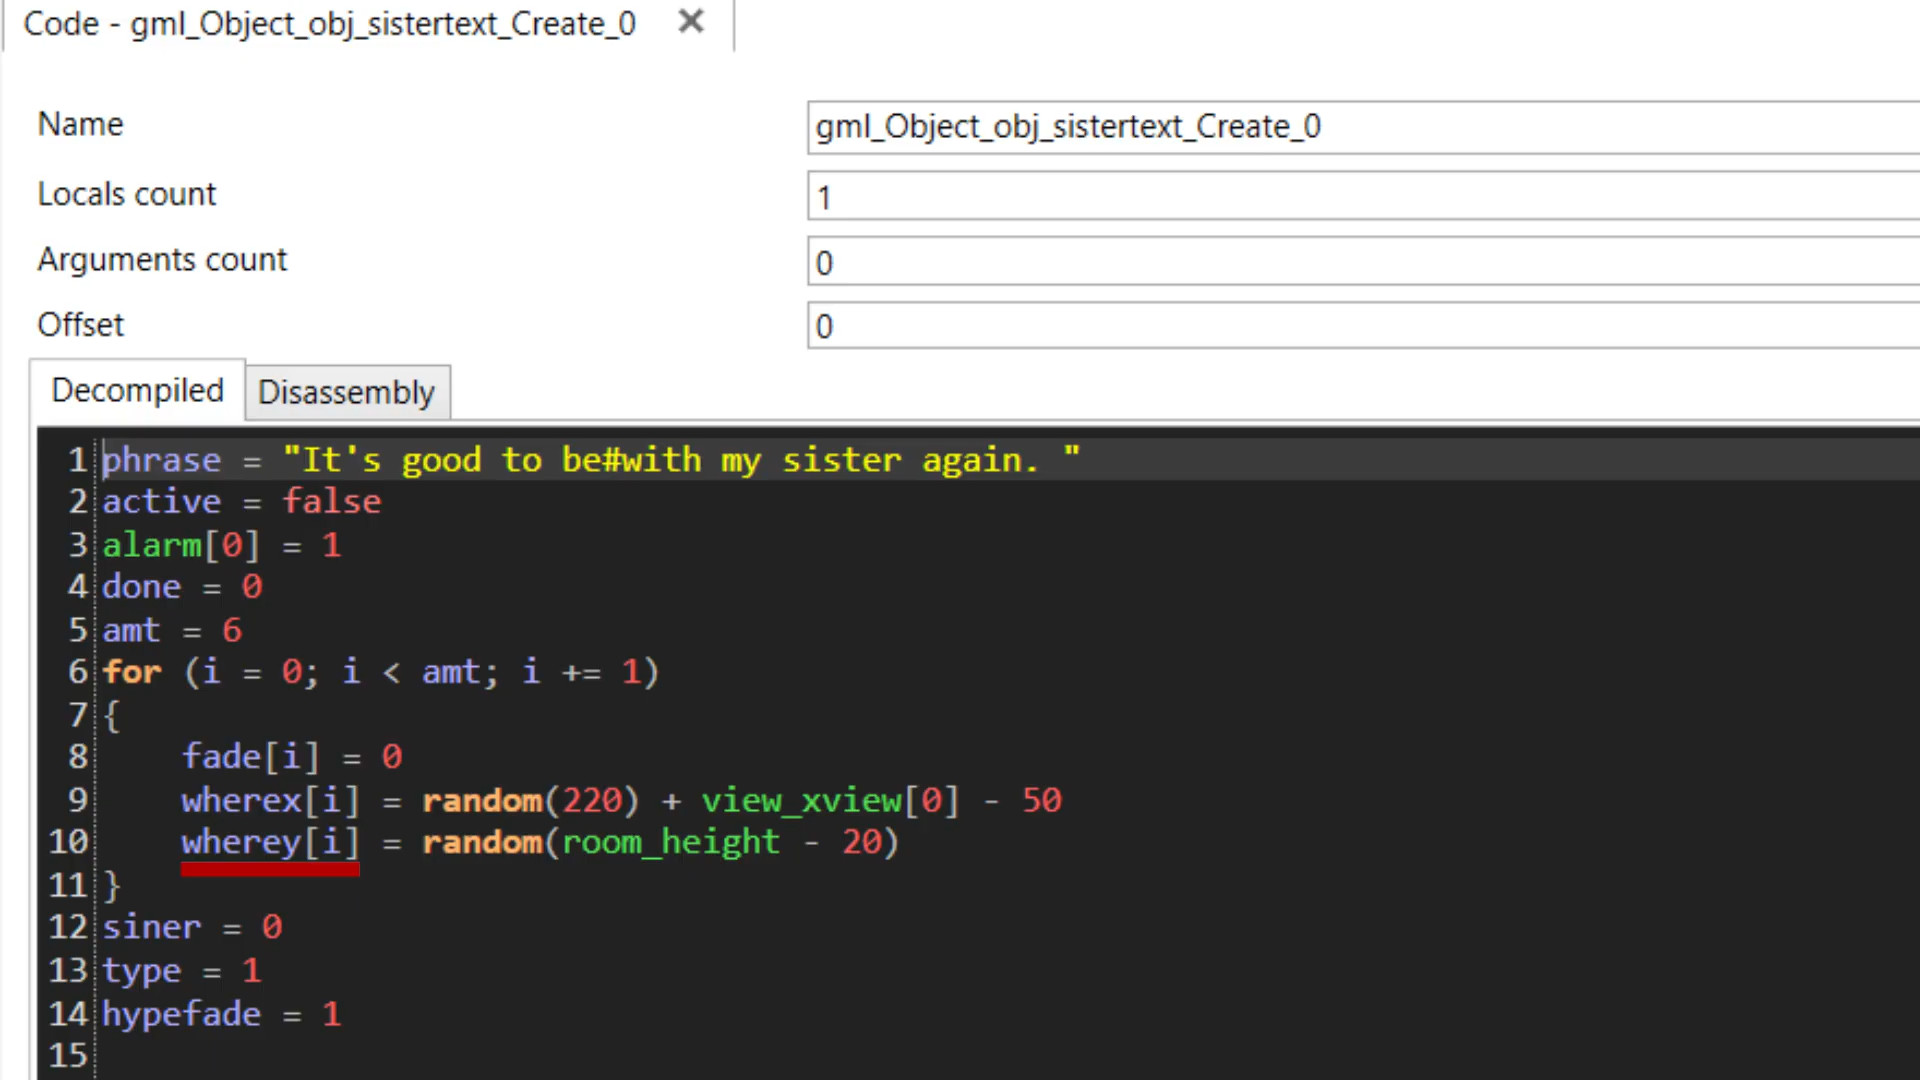 Code - gml_Object_obj_sistertext_Create_0 ✕
Name gml_Object_obj_sistertext_Create_0
Locals count 1
Arguments count 0
Offset 0
Decompiled Disassembly
1 phrase = "It's good to be#with my sister again. "
2 active = false
3 alarm[0] = 1
4 done = 0
5 amt = 6
6 for (i = 0; i < amt; i += 1)
7 {
8     fade[i] = 0
9     wherex[i] = random(220) + view_xview[0] - 50
10     wherey[i] = random(room_height - 20)
11 }
12 siner = 0
13 type = 1
14 hypefade = 1
15